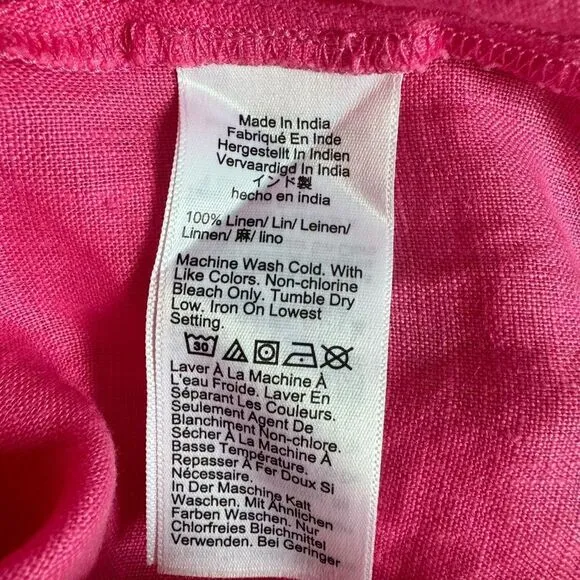 Made In India
Fabriqué En Inde
Hergestellt In Indien
Vervaardigd In India
インド製
hecho en india
100% Linen/ Lin/ Leinen/
Linnen/ 麻/ lino
Machine Wash Cold. With
Like Colors. Non-chlorine
Bleach Only. Tumble Dry
Low. Iron On Lowest
Setting.
30
Laver À La Machine À
L'eau Froide. Laver En
Séparant Les Couleurs.
Seulement Agent De
Blanchiment Non-chlore.
Sécher À La Machine À
Basse Température.
Repasser À Fer Doux Si
Nécessaire.
In Der Maschine Kalt
Waschen. Mit Ähnlichen
Farben Waschen. Nur
Chlorfreies Bleichmittel
Verwenden. Bei Geringer